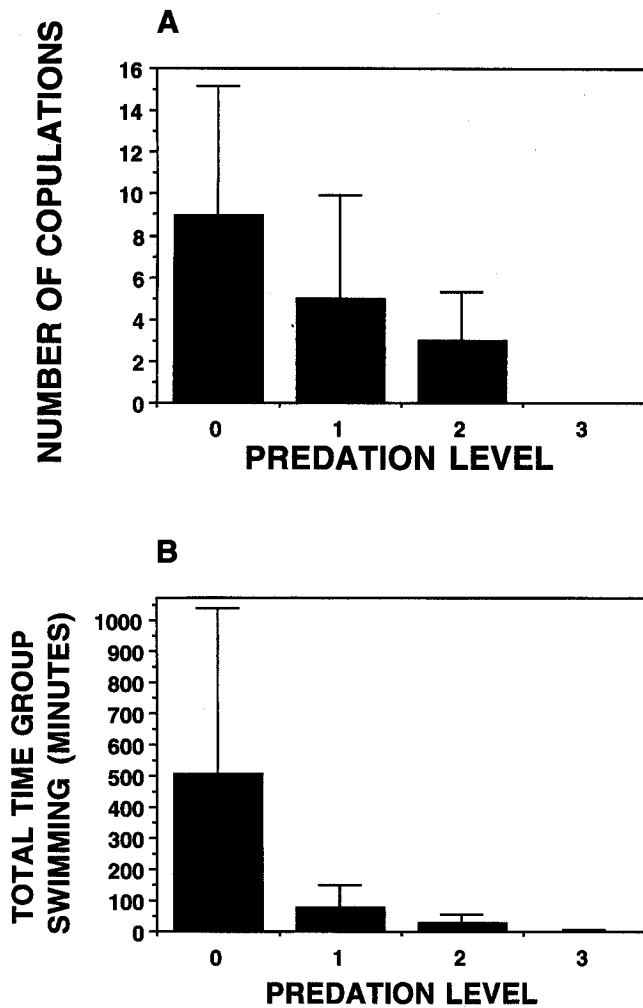 A
NUMBER OF COPULATIONS
16
14
12
10
8
6
4
2
0
0 1 2 3
PREDATION LEVEL
B
TOTAL TIME GROUP
SWIMMING (MINUTES)
1000
900
800
700
600
500
400
300
200
100
0
0 1 2 3
PREDATION LEVEL